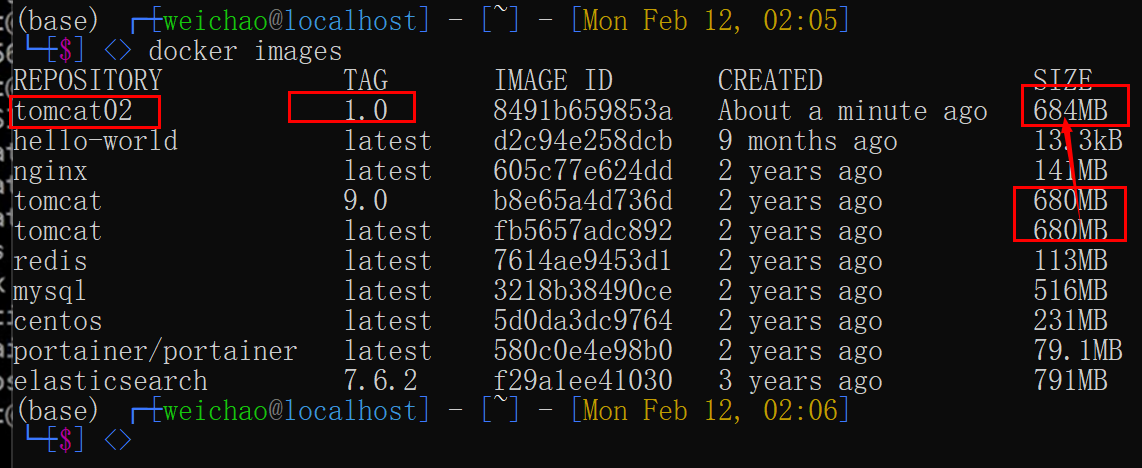 (base) ┌─[weichao@localhost] - [~] - [Mon Feb 12, 02:05]
└─[$] <> docker images
REPOSITORY TAG IMAGE ID CREATED SIZE
tomcat02 1.0 8491b659853a About a minute ago 684MB
hello-world latest d2c94e258dcb 9 months ago 13.3kB
nginx latest 605c77e624dd 2 years ago 141MB
tomcat 9.0 b8e65a4d736d 2 years ago 680MB
tomcat latest fb5657adc892 2 years ago 680MB
redis latest 7614ae9453d1 2 years ago 113MB
mysql latest 3218b38490ce 2 years ago 516MB
centos latest 5d0da3dc9764 2 years ago 231MB
portainer/portainer latest 580c0e4e98b0 2 years ago 79.1MB
elasticsearch 7.6.2 f29a1ee41030 3 years ago 791MB
(base) ┌─[weichao@localhost] - [~] - [Mon Feb 12, 02:06]
└─[$] <>